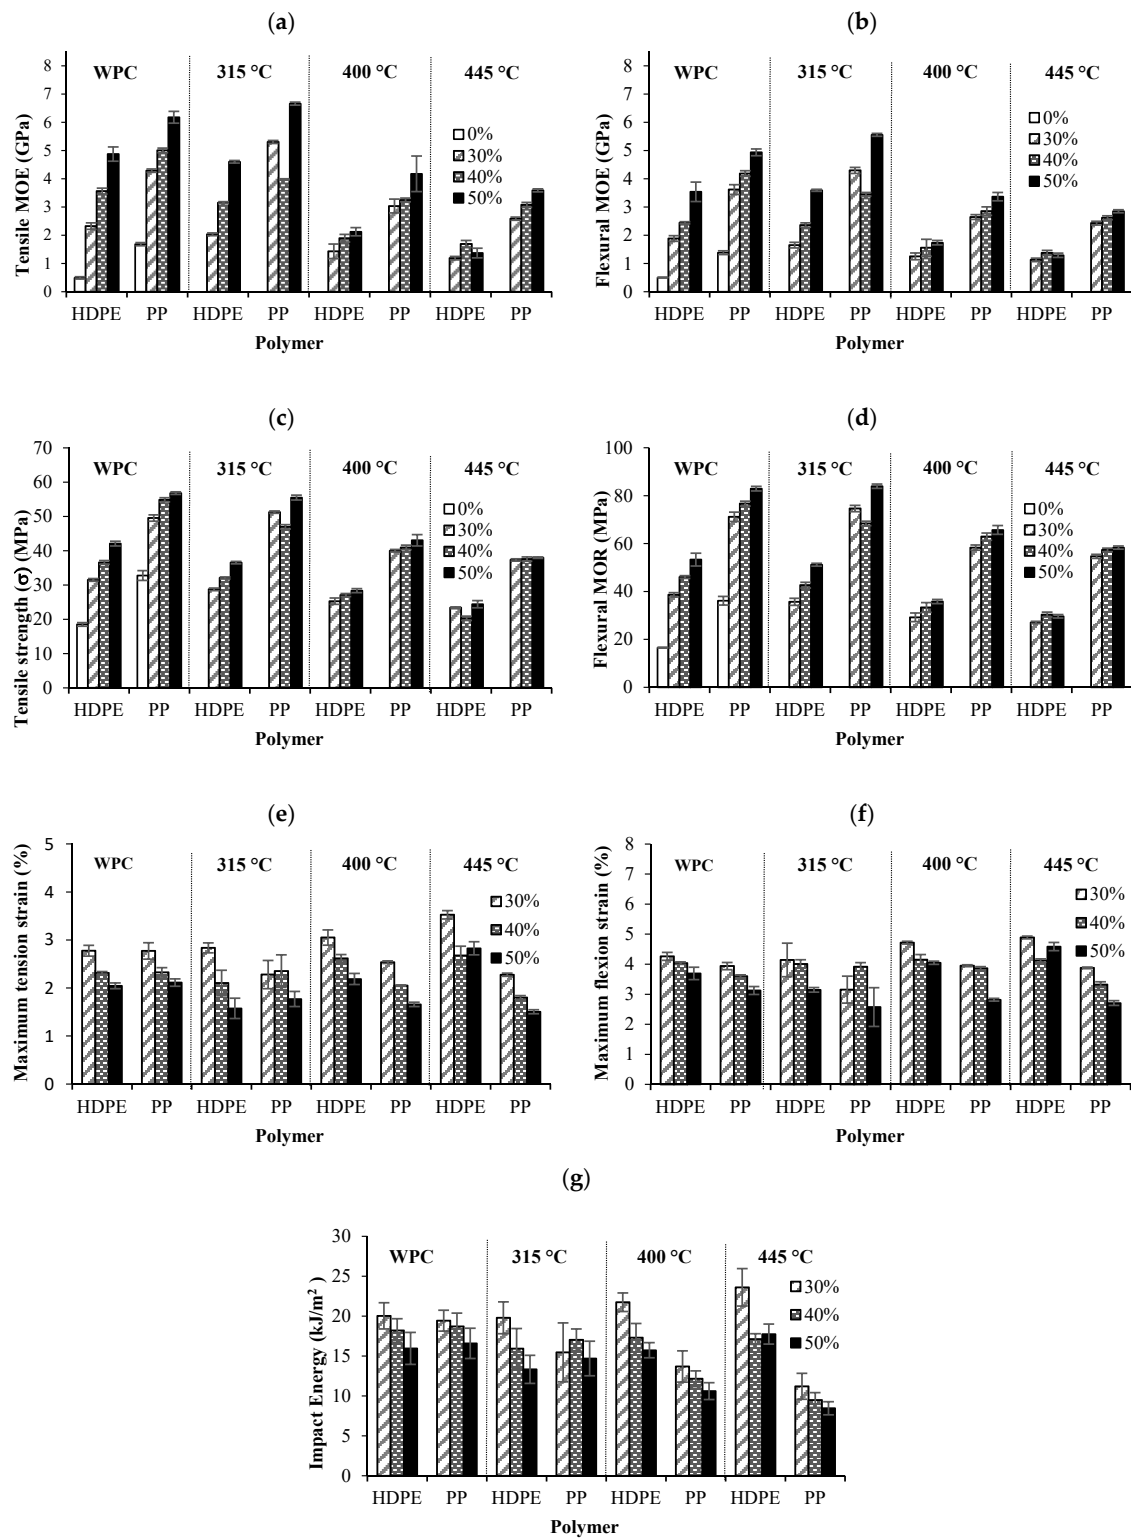 (a)
Tensile MOE (GPa)
8
7
6
5
4
3
2
1
0
WPC
315 °C
400 °C
445 °C
0%
30%
40%
50%
HDPE PP HDPE PP HDPE PP HDPE PP
Polymer
(b)
Flexural MOE (GPa)
8
7
6
5
4
3
2
1
0
WPC
315 °C
400 °C
445 °C
0%
30%
40%
50%
HDPE PP HDPE PP HDPE PP HDPE PP
Polymer
(c)
Tensile strength (σ) (MPa)
70
60
50
40
30
20
10
0
WPC
315 °C
400 °C
445 °C
0%
30%
40%
50%
HDPE PP HDPE PP HDPE PP HDPE PP
Polymer
(d)
Flexural MOR (MPa)
100
80
60
40
20
0
WPC
315 °C
400 °C
445 °C
0%
30%
40%
50%
HDPE PP HDPE PP HDPE PP HDPE PP
Polymer
(e)
Maximum tension strain (%)
5
4
3
2
1
0
WPC
315 °C
400 °C
445 °C
30%
40%
50%
HDPE PP HDPE PP HDPE PP HDPE PP
Polymer
(f)
Maximum flexion strain (%)
8
7
6
5
4
3
2
1
0
WPC
315 °C
400 °C
445 °C
30%
40%
50%
HDPE PP HDPE PP HDPE PP HDPE PP
Polymer
(g)
Impact Energy (kJ/m²)
30
25
20
15
10
5
0
WPC
315 °C
400 °C
445 °C
30%
40%
50%
HDPE PP HDPE PP HDPE PP HDPE PP
Polymer